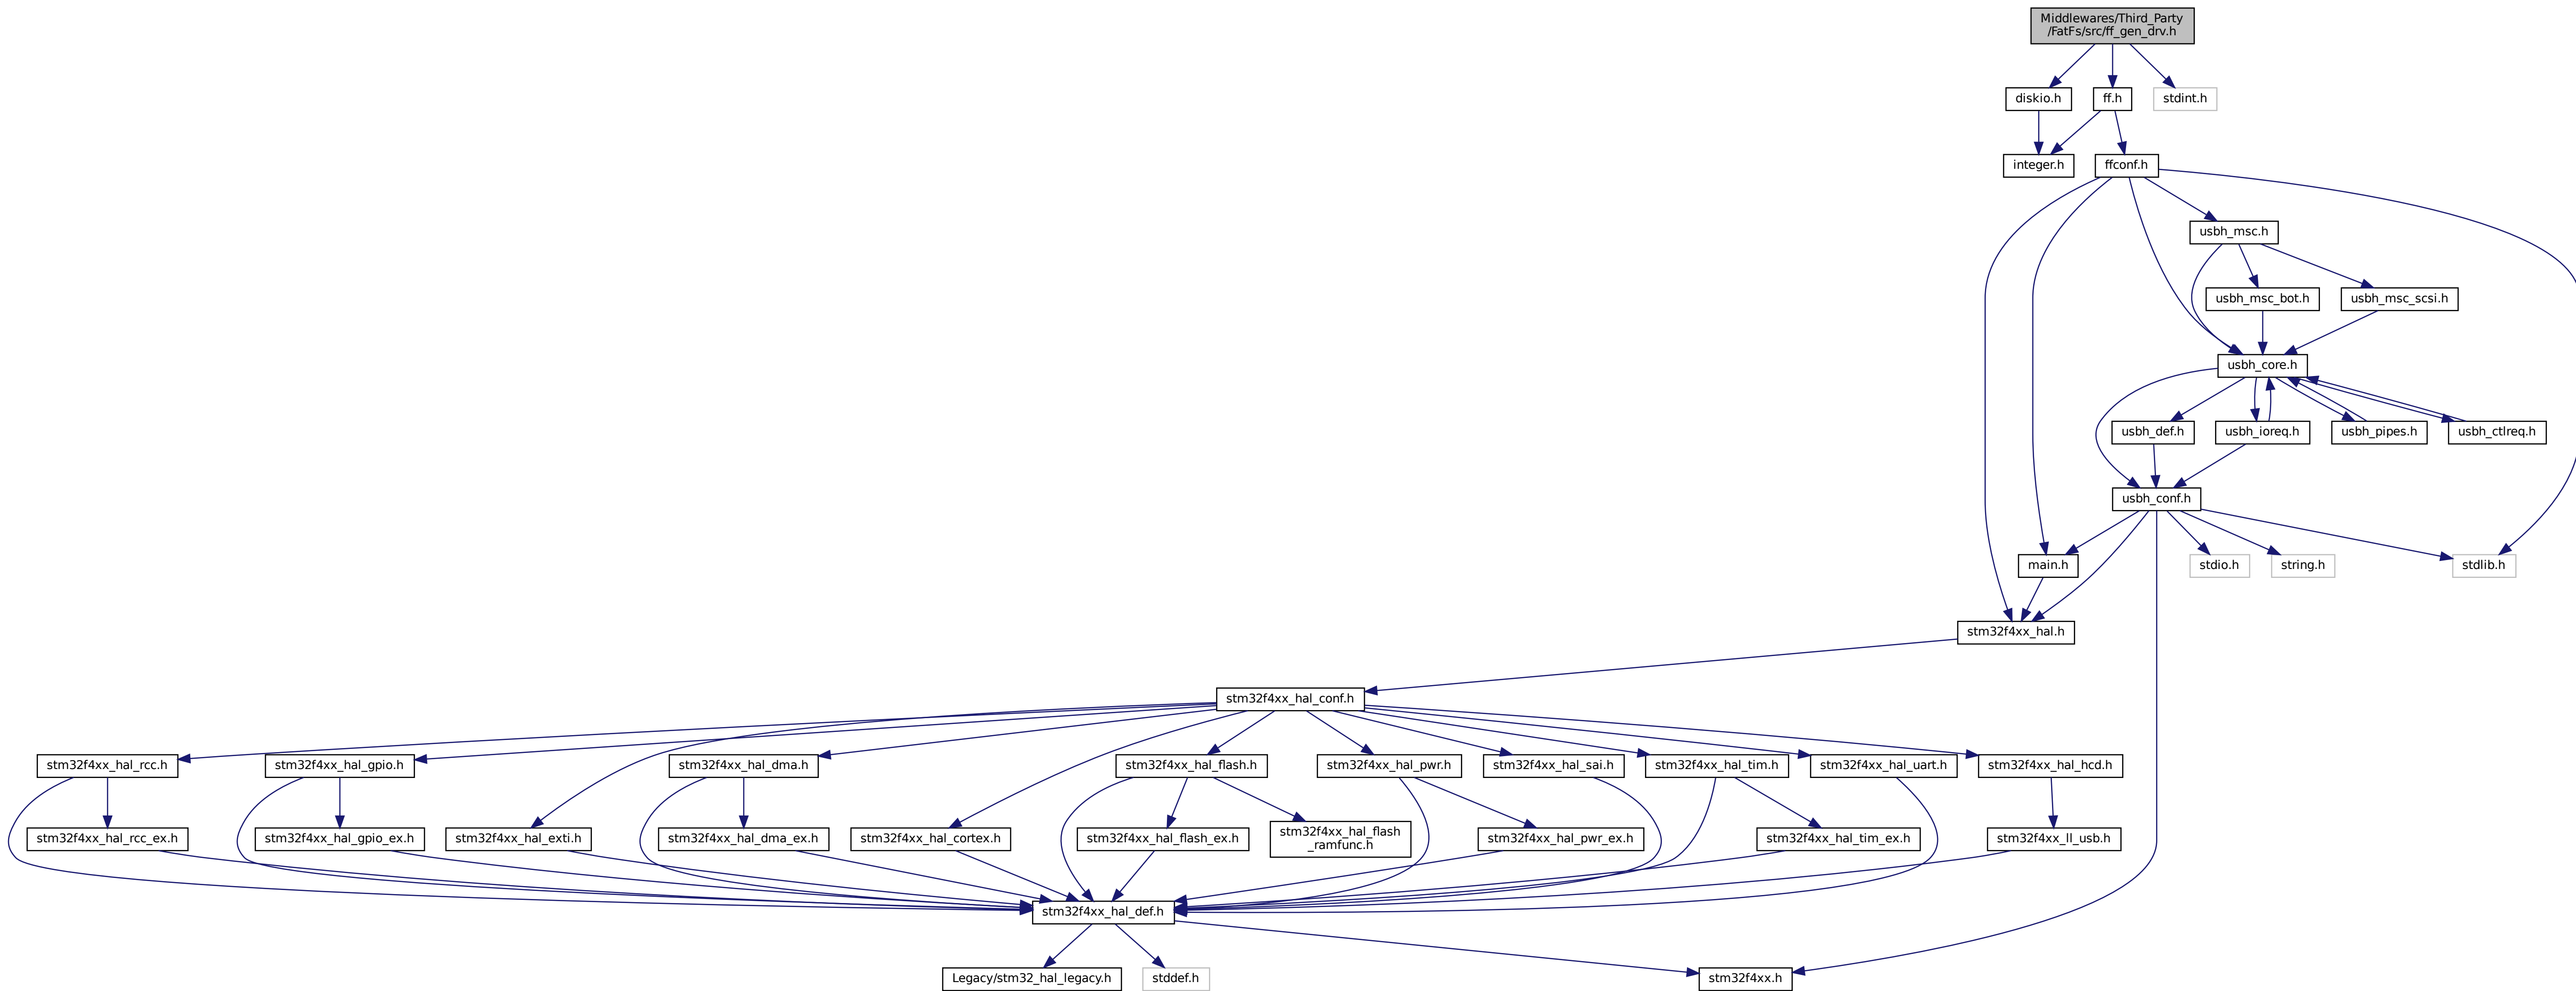 Middlewares/Third_Party
/FatFs/src/ff_gen_drv.h
diskio.h
ff.h
stdint.h
integer.h
ffconf.h
usbh_msc.h
usbh_msc_bot.h
usbh_msc_scsi.h
usbh_core.h
usbh_def.h
usbh_ioreq.h
usbh_pipes.h
usbh_ctlreq.h
usbh_conf.h
main.h
stdio.h
string.h
stdlib.h
stm32f4xx_hal.h
stm32f4xx_hal_conf.h
stm32f4xx_hal_rcc.h
stm32f4xx_hal_gpio.h
stm32f4xx_hal_dma.h
stm32f4xx_hal_flash.h
stm32f4xx_hal_pwr.h
stm32f4xx_hal_sai.h
stm32f4xx_hal_tim.h
stm32f4xx_hal_uart.h
stm32f4xx_hal_hcd.h
stm32f4xx_hal_rcc_ex.h
stm32f4xx_hal_gpio_ex.h
stm32f4xx_hal_exti.h
stm32f4xx_hal_dma_ex.h
stm32f4xx_hal_cortex.h
stm32f4xx_hal_flash_ex.h
stm32f4xx_hal_flash
_ramfunc.h
stm32f4xx_hal_pwr_ex.h
stm32f4xx_hal_tim_ex.h
stm32f4xx_ll_usb.h
stm32f4xx_hal_def.h
Legacy/stm32_hal_legacy.h
stddef.h
stm32f4xx.h